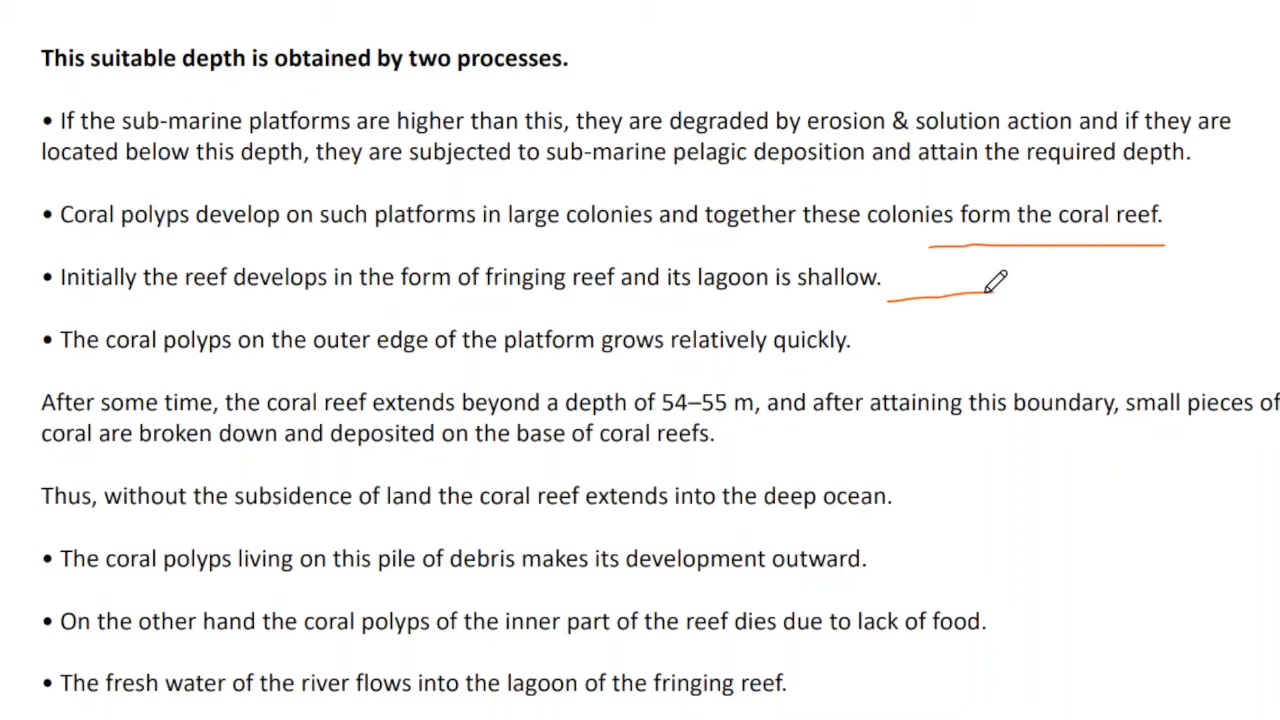 This suitable depth is obtained by two processes.
• If the sub-marine platforms are higher than this, they are degraded by erosion & solution action and if they are
located below this depth, they are subjected to sub-marine pelagic deposition and attain the required depth.
• Coral polyps develop on such platforms in large colonies and together these colonies form the coral reef.
• Initially the reef develops in the form of fringing reef and its lagoon is shallow.
• The coral polyps on the outer edge of the platform grows relatively quickly.
After some time, the coral reef extends beyond a depth of 54–55 m, and after attaining this boundary, small pieces of
coral are broken down and deposited on the base of coral reefs.
Thus, without the subsidence of land the coral reef extends into the deep ocean.
• The coral polyps living on this pile of debris makes its development outward.
• On the other hand the coral polyps of the inner part of the reef dies due to lack of food.
• The fresh water of the river flows into the lagoon of the fringing reef.